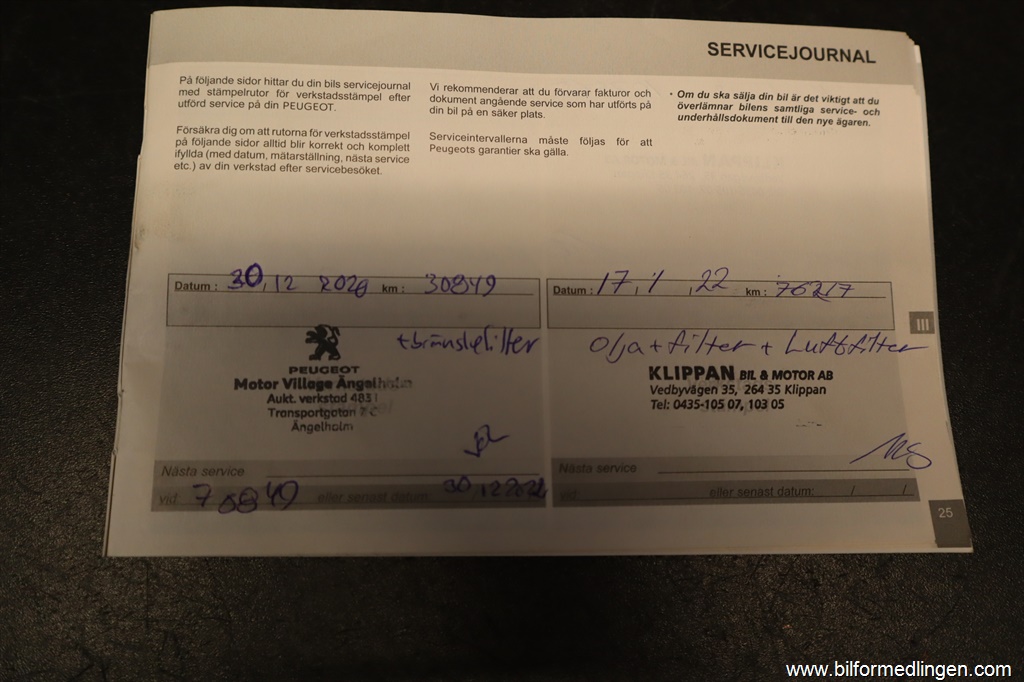 SERVICEJOURNAL
På följande sidor hittar du din bils servicejournal
med stämpelrutor för verkstadsstämpel efter
utförd service på din PEUGEOT.
Försäkra dig om att rutorna för verkstadsstämpel
på följande sidor alltid blir korrekt och komplett
ifyllda (med datum, mätarställning, nästa service
etc.) av din verkstad efter servicebesöket.
Vi rekommenderar att du förvarar fakturor och
dokument angående service som har utförts på
din bil på en säker plats.
Serviceintervallerna måste följas för att
Peugeots garantier ska gälla.
• Om du ska sälja din bil är det viktigt att du
överlämnar bilens samtliga service- och
underhållsdokument till den nye ägaren.
Datum : 30,12 2020 km : 30849
+bränslefilter
PEUGEOT
Motor Village Ängelholm
Aukt. verkstad 4831
Transportgatan 2
Ängelholm
Nästa service
vid: 70849 eller senast datum: 30 12 2022
Datum : 17,1,22 km : 76217
Olja + filter + Luftfilter
KLIPPAN BIL & MOTOR AB
Vedbyvägen 35, 264 35 Klippan
Tel: 0435-105 07, 103 05
Nästa service
vid: eller senast datum: / /
III
25
www.bilformedlingen.com